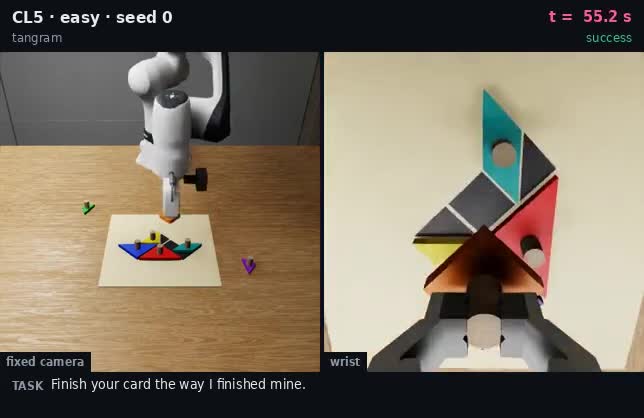 CL5 · easy · seed 0
t = 55.2 s
tangram
success
fixed camera
wrist
TASK Finish your card the way I finished mine.